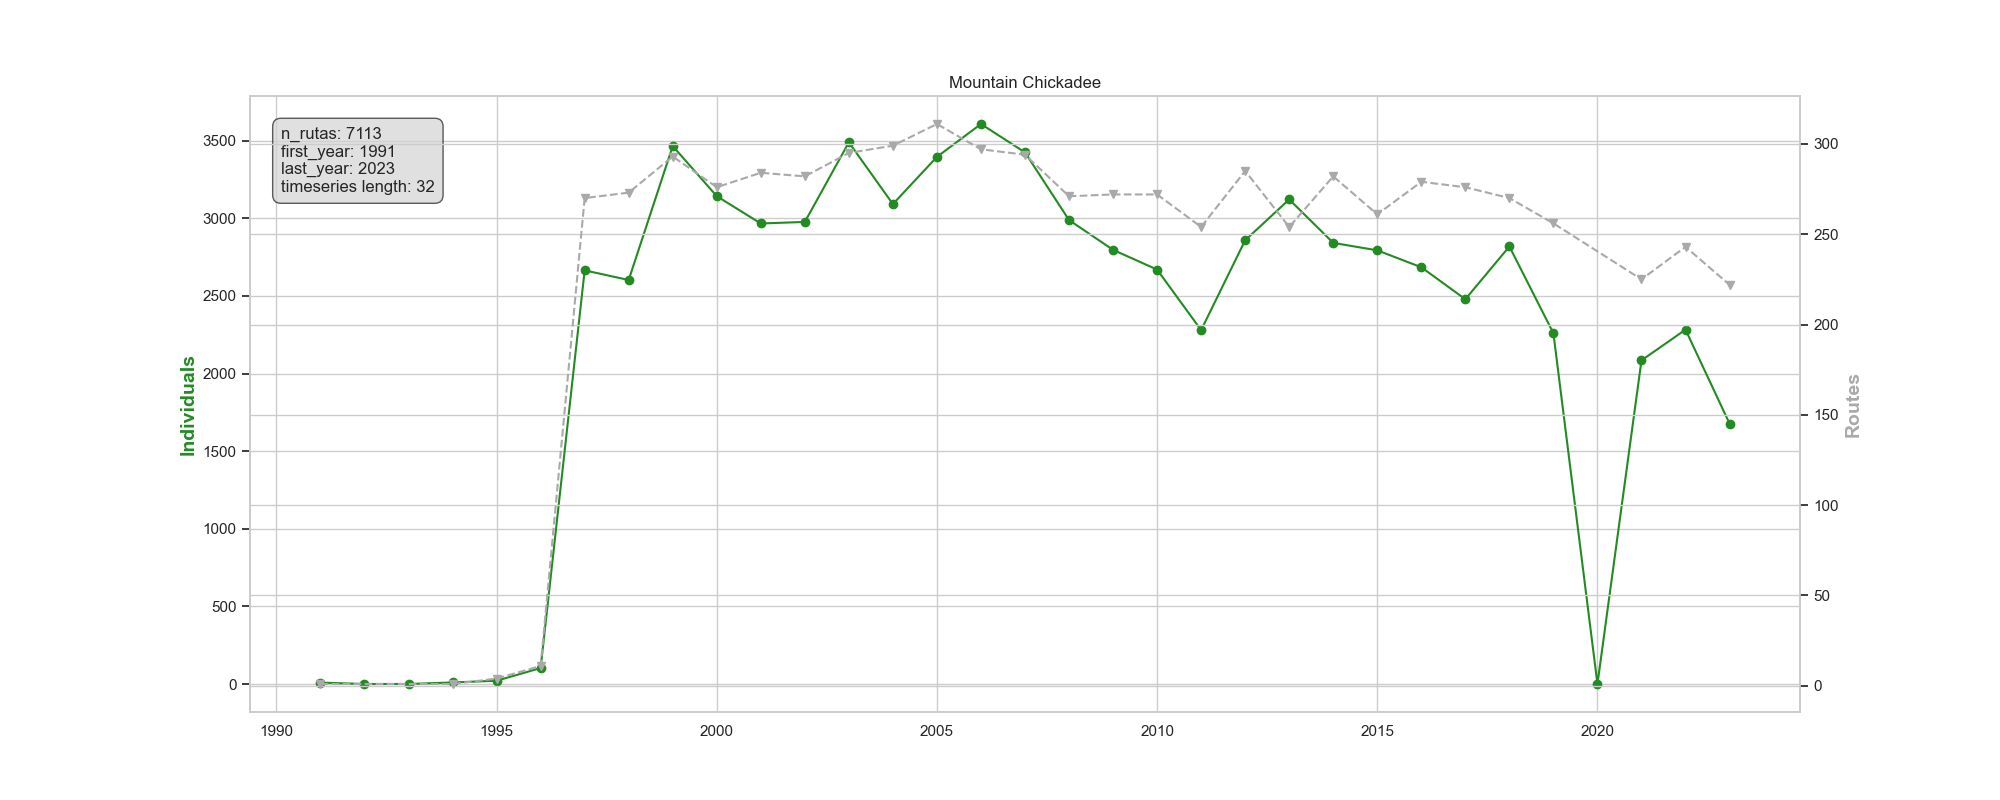 Mountain Chickadee
n_rutas: 7113
first_year: 1991
last_year: 2023
timeseries length: 32
3500
3000
2500
2000
1500
1000
500
0
Individuals
300
250
200
150
100
50
0
Routes
1990 1995 2000 2005 2010 2015 2020